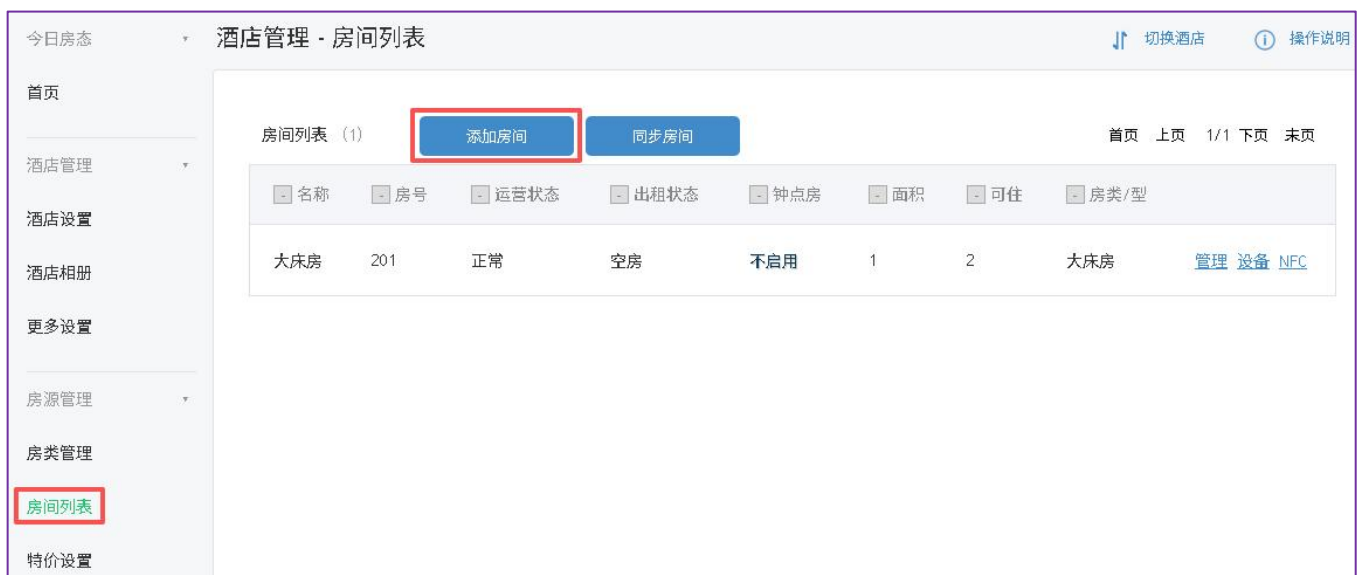 今日房态
酒店管理 - 房间列表
切换酒店
操作说明
首页
房间列表 (1)
添加房间
同步房间
首页 上页 1/1 下页 末页
酒店管理
名称 房号 运营状态 出租状态 钟点房 面积 可住 房类/型
酒店设置
大床房 201 正常 空房 不启用 1 2 大床房 管理 设备 NFC
酒店相册
更多设置
房源管理
房类管理
房间列表
特价设置